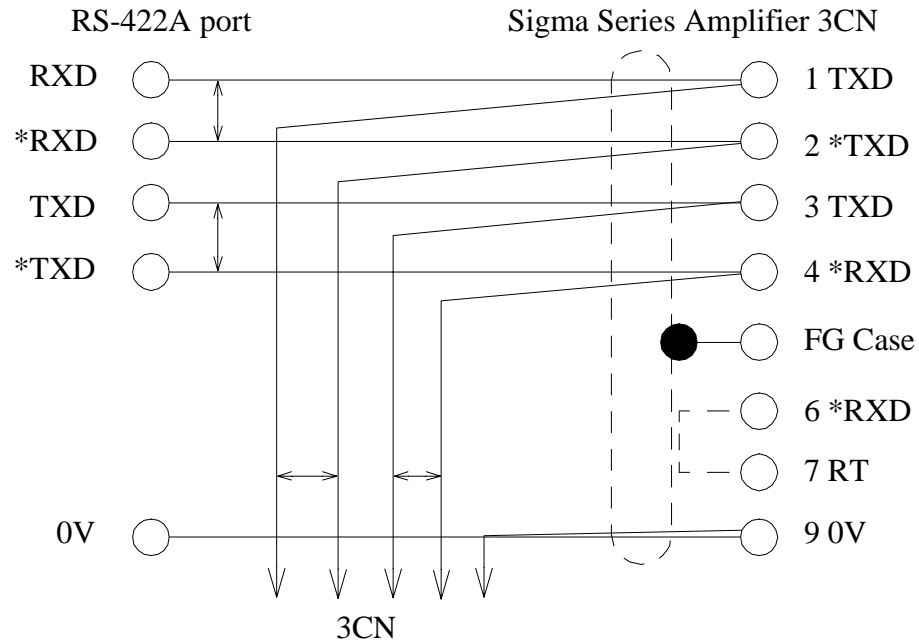 RS-422A port Sigma Series Amplifier 3CN
RXD 1 TXD
*RXD 2 *TXD
TXD 3 TXD
*TXD 4 *RXD
FG Case
6 *RXD
7 RT
0V 9 0V
3CN